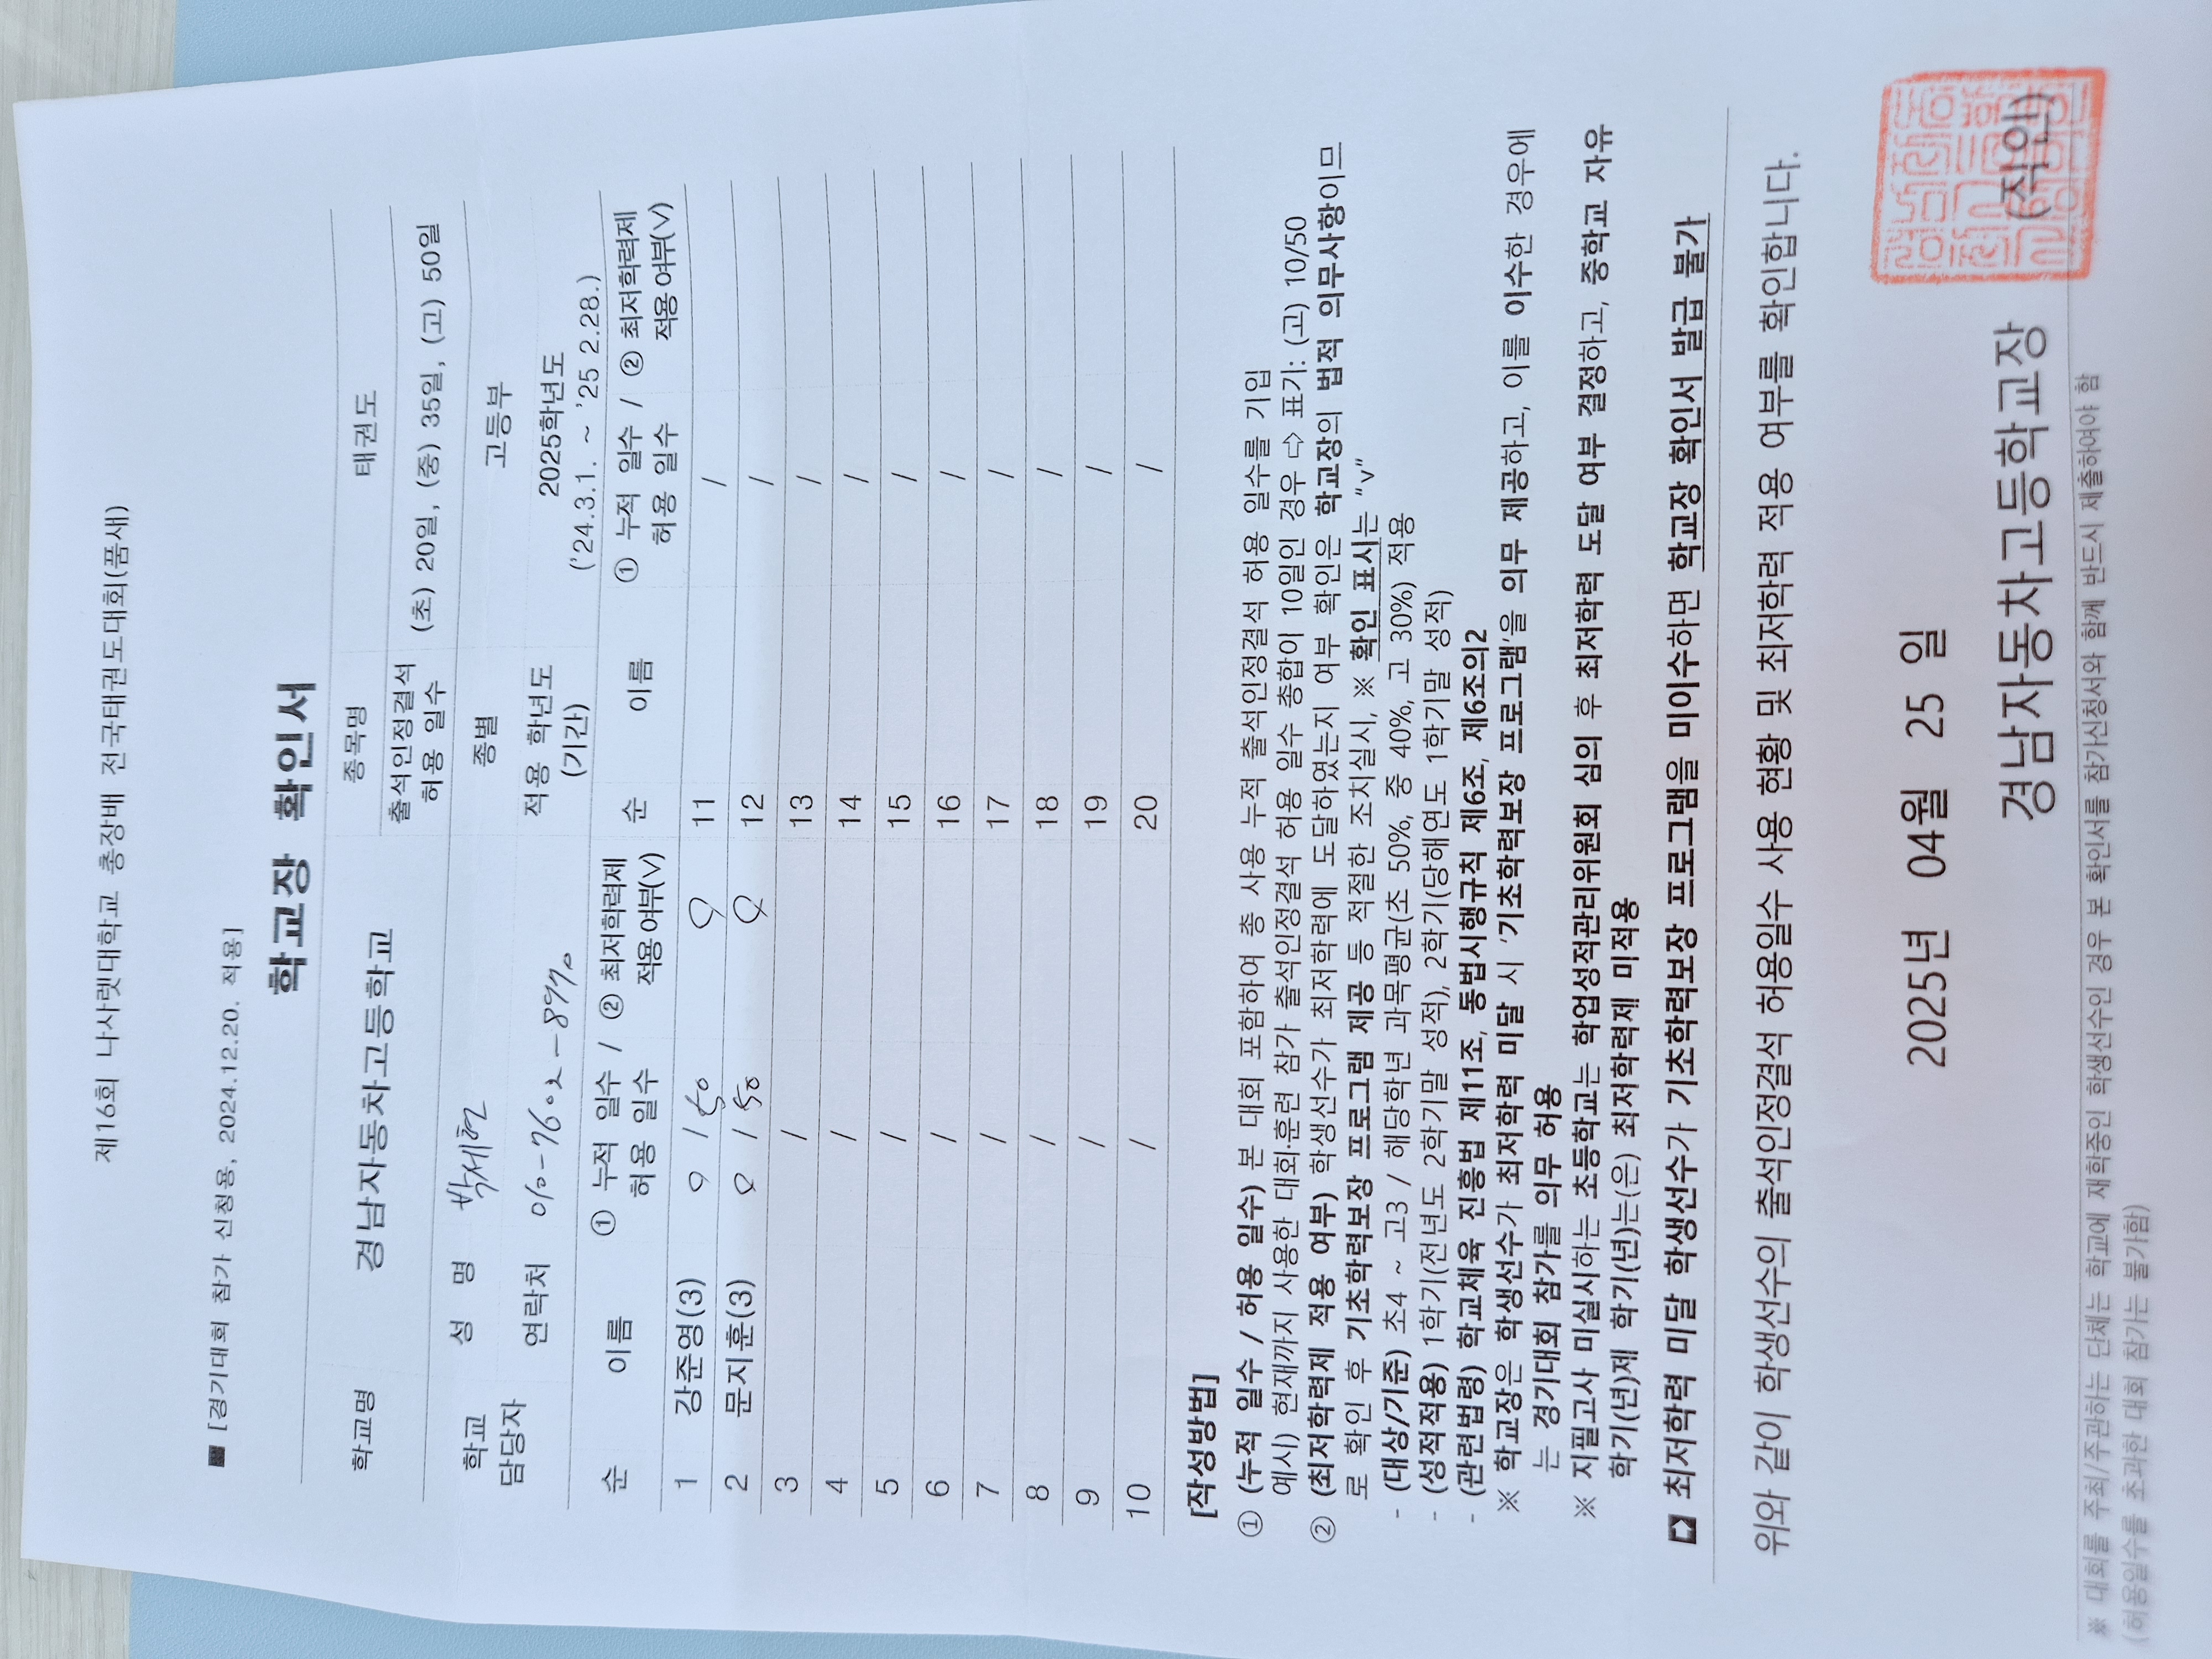 제16회 나사렛대학교 총장배 전국태권도대회(품새)
■ [경기대회 참가 신청용, 2024.12.20. 적용]
학교장 확인서
학교명 경남자동차고등학교 종목명 태권도
출석인정결석 허용 일수 (초) 20일, (중) 35일, (고) 50일
학교 담당자 성 명 박세현 종별 고등부
연락처 010-7602-8970 적용 학년도 (기간) 2025학년도 ('24.3.1. ~ '25 2.28.)
순 이름 ① 누적 일수 / 허용 일수 ② 최저학력제 적용여부(V) 순 이름 ① 누적 일수 / 허용 일수 ② 최저학력제 적용여부(V)
1 강준영(3) 0 / 50 0 11 /
2 문지훈(3) 0 / 50 0 12 /
3 / 13 /
4 / 14 /
5 / 15 /
6 / 16 /
7 / 17 /
8 / 18 /
9 / 19 /
10 / 20 /
[작성방법]
① (누적 일수 / 허용 일수) 본 대회 포함하여 총 사용 누적 출석인정결석 허용 일수를 기입
예시) 현재까지 사용한 대회·훈련 참가 출석인정결석 허용 일수 총합이 10일인 경우 ⇨ 표기: (고) 10/50
② (최저학력제 적용 여부) 학생선수가 최저학력에 도달하였는지 여부 확인은 학교장의 법적 의무사항이므
로 확인 후 기초학력보장 프로그램 제공 등 적절한 조치실시, ※ 확인 표시는 "v"
- (대상/기준) 초4 ~ 고3 / 해당학년 과목평균(초 50%, 중 40%, 고 30%) 적용
- (성적적용) 1학기(전년도 2학기말 성적), 2학기(당해연도 1학기말 성적)
- (관련법령) 학교체육 진흥법 제11조, 동법시행규칙 제6조, 제6조의2
※ 학교장은 학생선수가 최저학력 미달 시 '기초학력보장 프로그램'을 의무 제공하고, 이를 이수한 경우에
는 경기대회 참가를 의무 허용
※ 지필고사 미실시하는 초등학교는 학업성적관리위원회 심의 후 최저학력 도달 여부 결정하고, 중학교 자유
학기(년)제 학기(년)는(은) 최저학력제 미적용
최저학력 미달 학생선수가 기초학력보장 프로그램을 미이수하면 학교장 확인서 발급 불가
위와 같이 학생선수의 출석인정결석 허용일수 사용 현황 및 최저학력 적용 여부를 확인합니다.
2025년 04월 25 일
경남자동차고등학교장 (직인)
※ 대회를 주최/주관하는 단체는 학교에 재학중인 학생선수인 경우 본 확인서를 참가신청서와 함께 반드시 제출하여야 함
(허용일수를 초과한 대회 참가는 불가함)